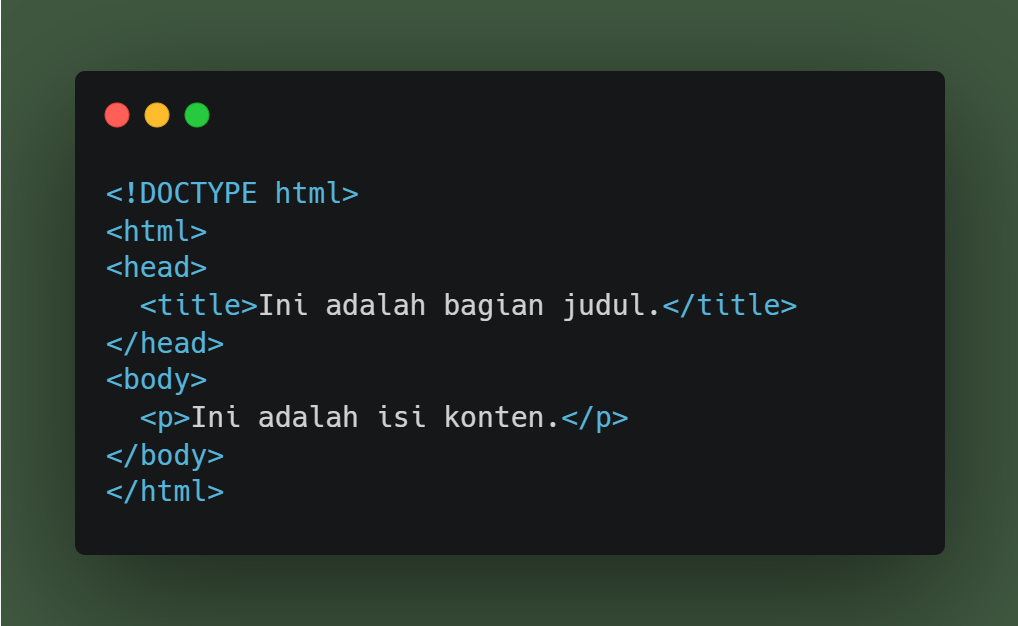 <!DOCTYPE html>
<html>
<head>
  <title>Ini adalah bagian judul.</title>
</head>
<body>
  <p>Ini adalah isi konten.</p>
</body>
</html>